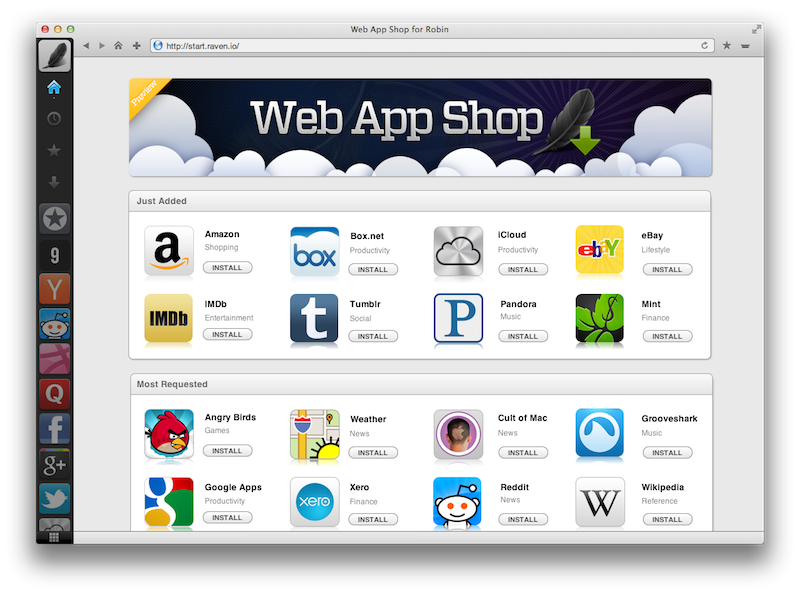 Web App Shop for Robin
http://start.raven.io/
Preview
Web App Shop
Just Added
a
Amazon
Shopping
INSTALL
box
Box.net
Productivity
INSTALL
iCloud
Productivity
INSTALL
ebaY
eBay
Lifestyle
INSTALL
IMDb
IMDb
Entertainment
INSTALL
t
Tumblr
Social
INSTALL
P
Pandora
Music
INSTALL
Mint
Finance
INSTALL
Most Requested
Angry Birds
Games
INSTALL
Weather
News
INSTALL
Cult of Mac
News
INSTALL
Grooveshark
Music
INSTALL
Google Apps
Productivity
INSTALL
xero
Xero
Finance
INSTALL
Reddit
News
INSTALL
W
Wikipedia
Reference
INSTALL
9
Y
Q
f
g+